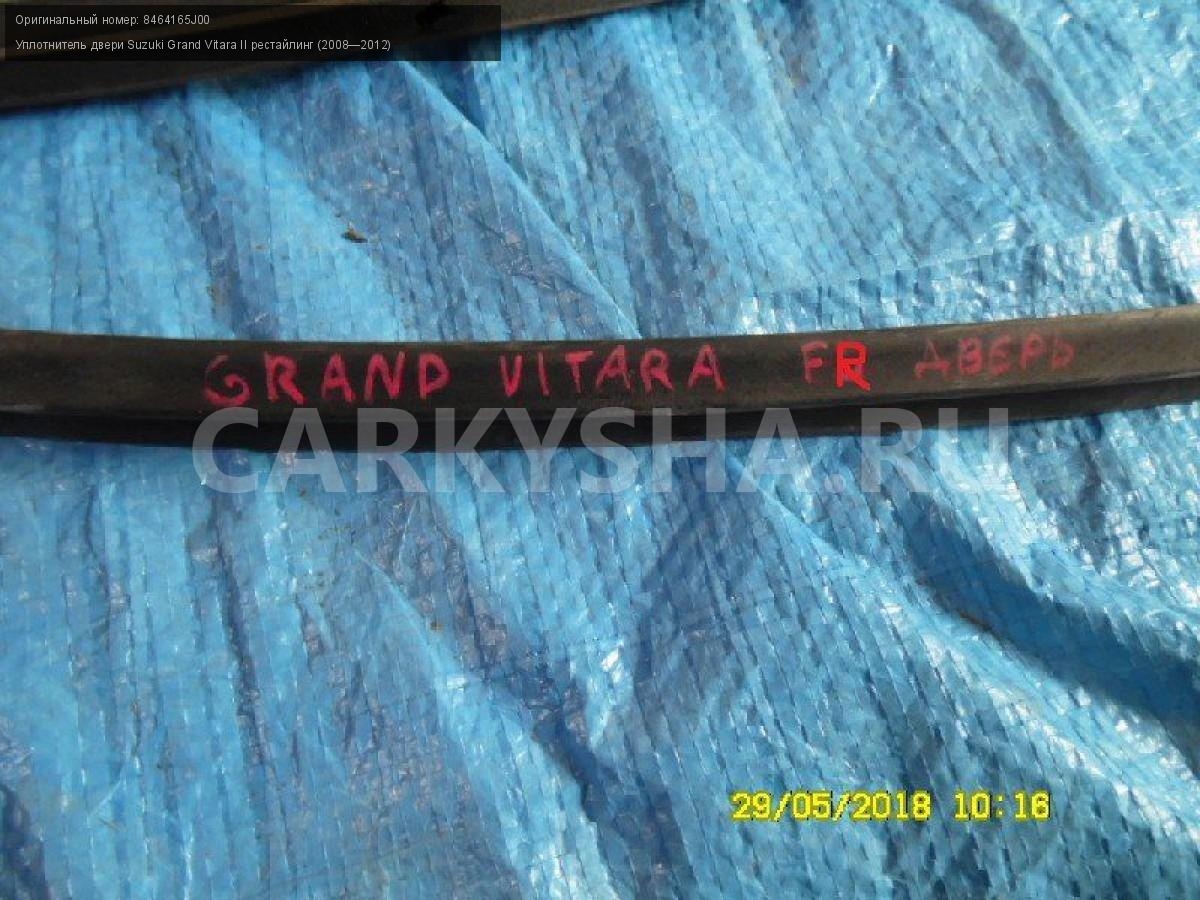 Оригинальный номер: 8464165J00
Уплотнитель двери Suzuki Grand Vitara II рестайлинг (2008—2012)
GRAND VITARA FR ДВЕРЬ
CARKYSHA.RU
29/05/2018 10:16